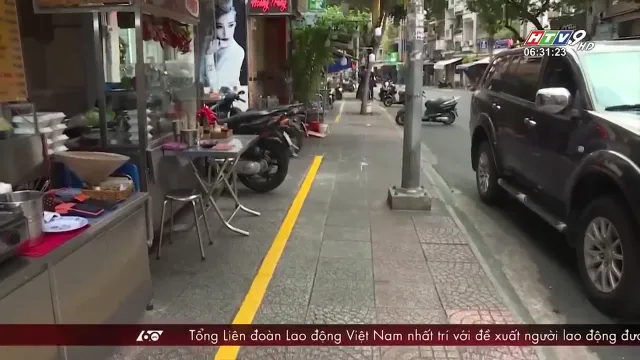 HTV9 HD
06:31:23
Tổng Liên đoàn Lao động Việt Nam nhất trí với đề xuất người lao động đượ